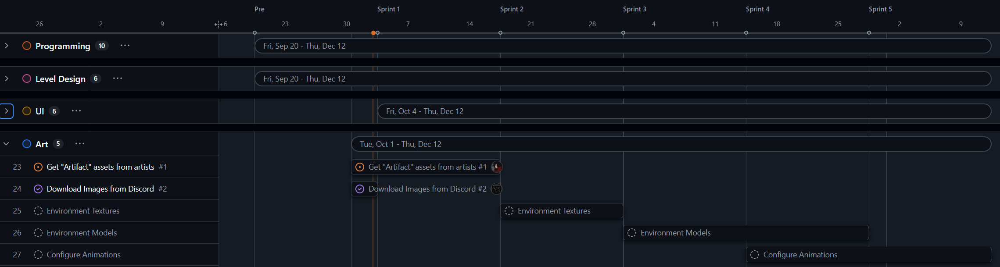 Pre Sprint 1 Sprint 2 Sprint 3 Sprint 4 Sprint 5
26 2 9 6 23 30 7 14 21 28 4 11 18 25 2 9
Programming 10 ··· Fri, Sep 20 - Thu, Dec 12
Level Design 6 ··· Fri, Sep 20 - Thu, Dec 12
UI 6 ··· Fri, Oct 4 - Thu, Dec 12
Art 5 ··· Tue, Oct 1 - Thu, Dec 12
23 Get "Artifact" assets from artists #1 Get "Artifact" assets from artists #1
24 Download Images from Discord #2 Download Images from Discord #2
25 Environment Textures Environment Textures
26 Environment Models Environment Models
27 Configure Animations Configure Animations